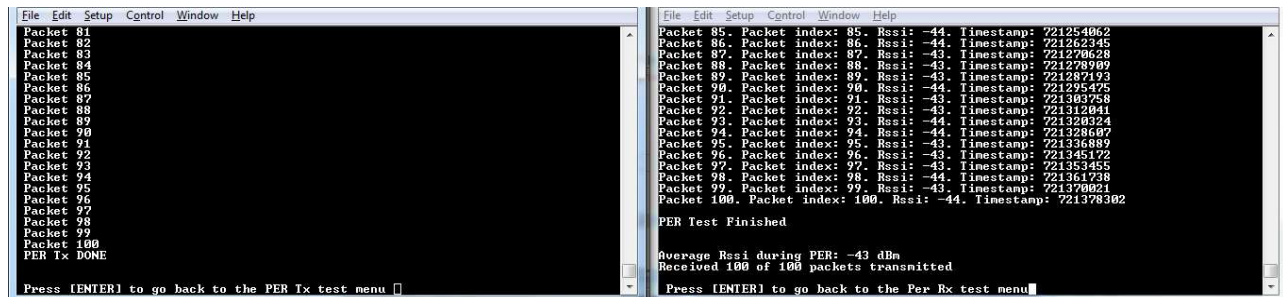 File Edit Setup Control Window Help
Packet 81
Packet 82
Packet 83
Packet 84
Packet 85
Packet 86
Packet 87
Packet 88
Packet 89
Packet 90
Packet 91
Packet 92
Packet 93
Packet 94
Packet 95
Packet 96
Packet 97
Packet 98
Packet 99
Packet 100
PER Tx DONE
Press [ENTER] to go back to the PER Tx test menu
File Edit Setup Control Window Help
Packet 85. Packet index: 85. Rssi: -44. Timestamp: 721254062
Packet 86. Packet index: 86. Rssi: -44. Timestamp: 721262345
Packet 87. Packet index: 87. Rssi: -43. Timestamp: 721270628
Packet 88. Packet index: 88. Rssi: -43. Timestamp: 721278909
Packet 89. Packet index: 89. Rssi: -43. Timestamp: 721287193
Packet 90. Packet index: 90. Rssi: -44. Timestamp: 721295475
Packet 91. Packet index: 91. Rssi: -44. Timestamp: 721303758
Packet 92. Packet index: 92. Rssi: -43. Timestamp: 721312041
Packet 93. Packet index: 93. Rssi: -44. Timestamp: 721320324
Packet 94. Packet index: 94. Rssi: -44. Timestamp: 721328607
Packet 95. Packet index: 95. Rssi: -43. Timestamp: 721336889
Packet 96. Packet index: 96. Rssi: -43. Timestamp: 721345172
Packet 97. Packet index: 97. Rssi: -43. Timestamp: 721353455
Packet 98. Packet index: 98. Rssi: -44. Timestamp: 721361738
Packet 99. Packet index: 99. Rssi: -43. Timestamp: 721370021
Packet 100. Packet index: 100. Rssi: -44. Timestamp: 721378302
PER Test Finished
Average Rssi during PER: -43 dBm
Received 100 of 100 packets transmitted
Press [ENTER] to go back to the Per Rx test menu